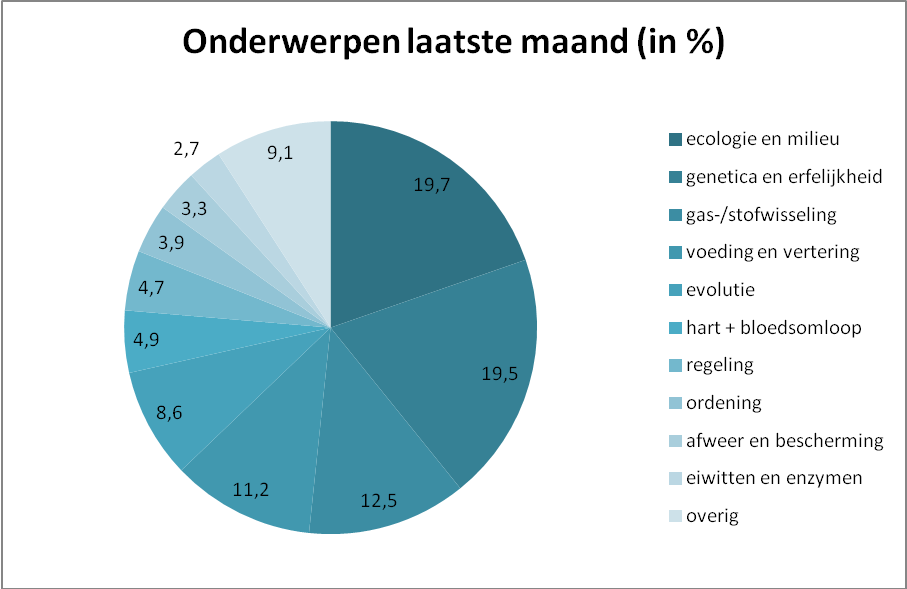 Onderwerpen laatste maand (in %)
19,7
19,5
12,5
11,2
8,6
4,9
4,7
3,9
3,3
2,7
9,1
ecologie en milieu
genetica en erfelijkheid
gas-/stofwisseling
voeding en vertering
evolutie
hart + bloedsomloop
regeling
ordening
afweer en bescherming
eiwitten en enzymen
overig